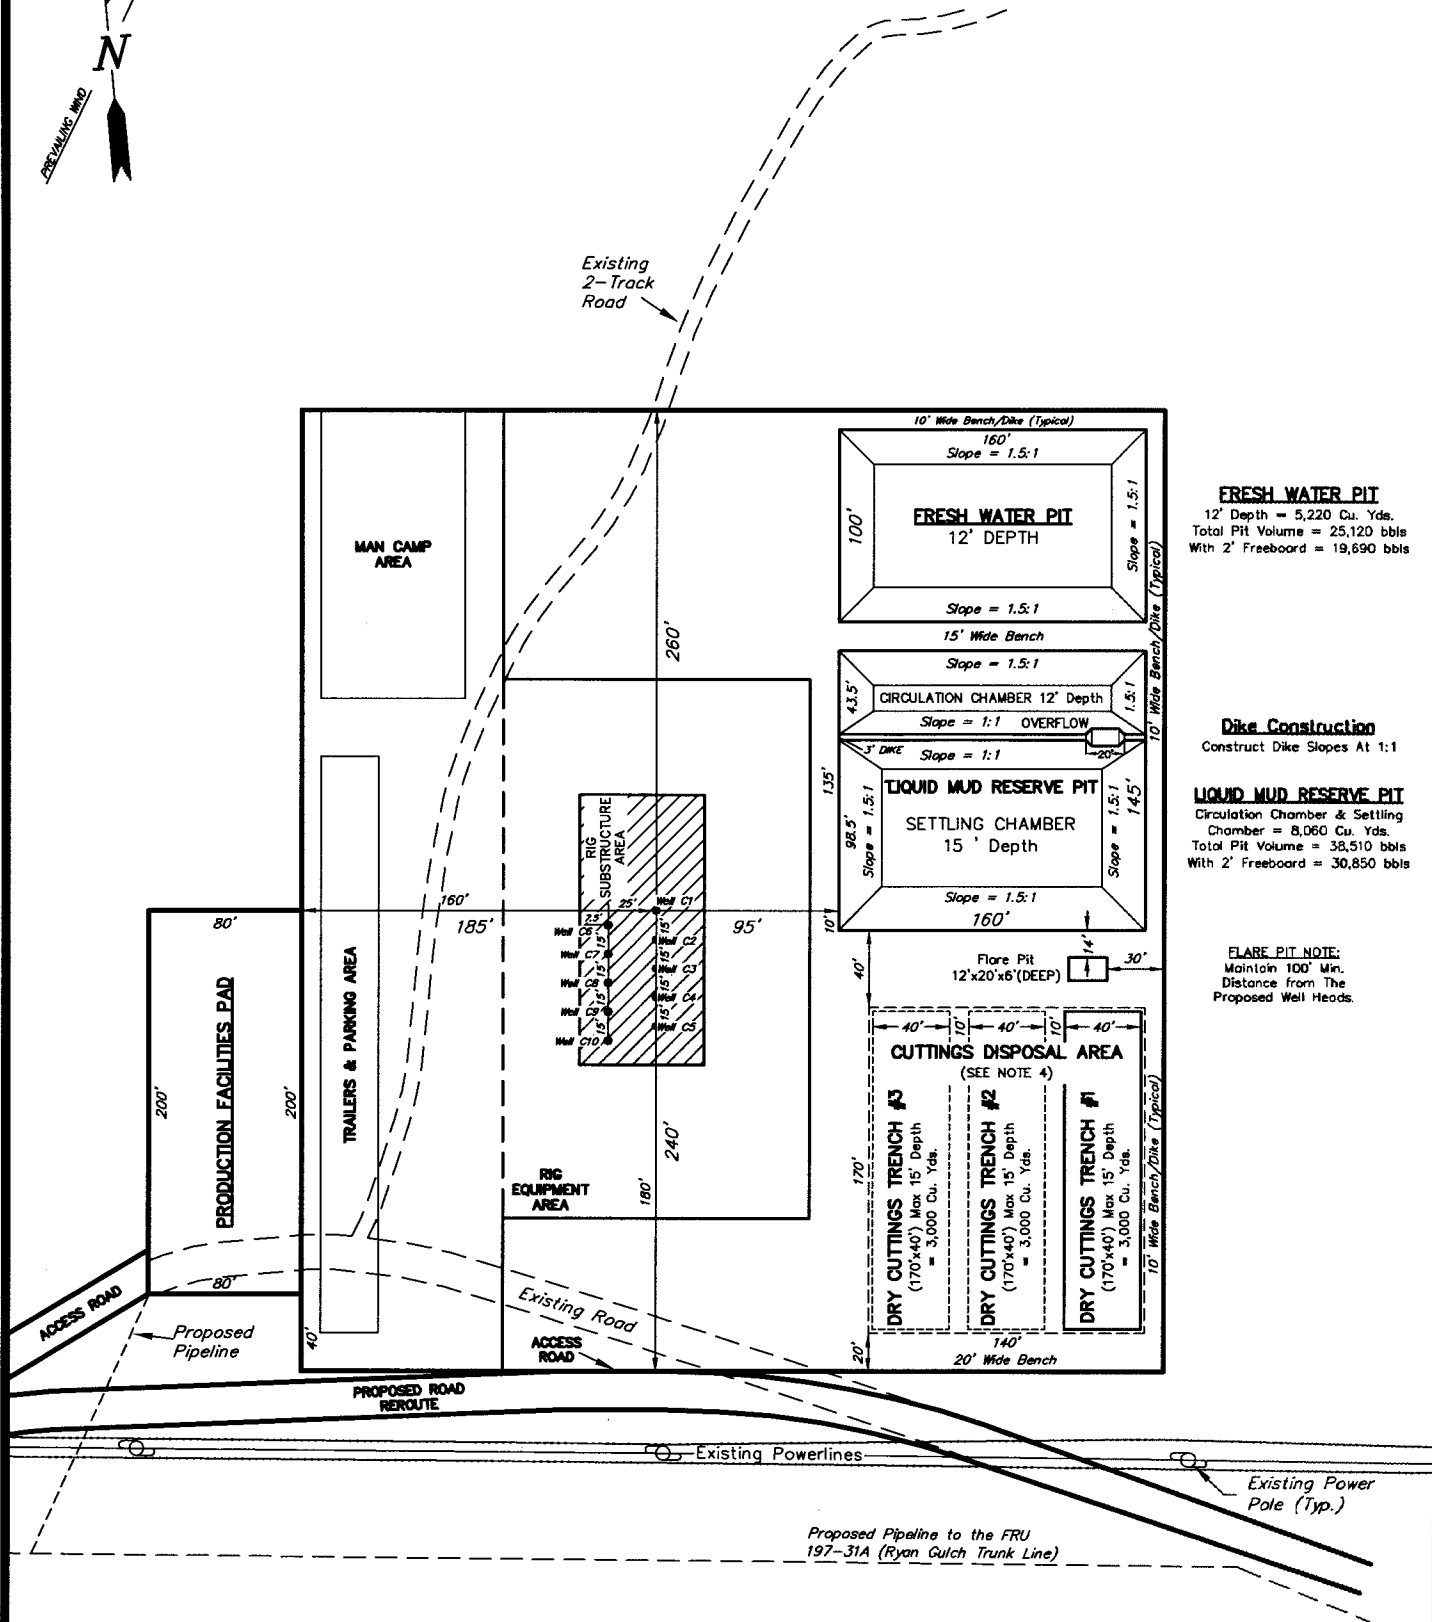 N
PREVAILING WIND
Existing
2-Track
Road
10' Wide Bench/Dike (Typical)
160'
Slope = 1.5:1
100'
FRESH WATER PIT
12' DEPTH
Slope = 1.5:1
Slope = 1.5:1
15' Wide Bench
10' Wide Bench/Dike (Typical)
FRESH WATER PIT
12' Depth = 5,220 Cu. Yds.
Total Pit Volume = 25,120 bbls
With 2' Freeboard = 19,690 bbls
MAN CAMP
AREA
260'
Slope = 1.5:1
43.5'
CIRCULATION CHAMBER 12' Depth
1.5:1
Slope = 1:1
OVERFLOW
3' DIKE
Slope = 1:1
20'
135'
LIQUID MUD RESERVE PIT
SETTLING CHAMBER
15 ' Depth
98.5'
Slope = 1.5:1
Slope = 1.5:1
145'
Slope = 1.5:1
160'
10'
Dike Construction
Construct Dike Slopes At 1:1
LIQUID MUD RESERVE PIT
Circulation Chamber & Settling
Chamber = 8,060 Cu. Yds.
Total Pit Volume = 38,510 bbls
With 2' Freeboard = 30,850 bbls
RIG
SUBSTRUCTURE
AREA
160'
185'
25'
95'
7.5'
Well C1
Well C2
Well C3
Well C4
Well C5
15'
15'
15'
15'
Well C6
Well C7
Well C8
Well C9
Well C10
15'
15'
15'
15'
80'
PRODUCTION FACILITIES PAD
200'
200'
80'
TRAILERS & PARKING AREA
40'
14'
Flare Pit
12'x20'x6'(DEEP)
30'
40'
FLARE PIT NOTE:
Maintain 100' Min.
Distance from The
Proposed Well Heads.
40'
10'
40'
10'
40'
CUTTINGS DISPOSAL AREA
(SEE NOTE 4)
DRY CUTTINGS TRENCH #3
(170'x40') Max 15' Depth
= 3,000 Cu. Yds.
DRY CUTTINGS TRENCH #2
(170'x40') Max 15' Depth
= 3,000 Cu. Yds.
DRY CUTTINGS TRENCH #1
(170'x40') Max 15' Depth
= 3,000 Cu. Yds.
170'
10' Wide Bench/Dike (Typical)
140'
20' Wide Bench
20'
240'
180'
RIG
EQUIPMENT
AREA
ACCESS ROAD
Proposed
Pipeline
Existing Road
ACCESS
ROAD
PROPOSED ROAD
REROUTE
Existing Powerlines
Existing Power
Pole (Typ.)
Proposed Pipeline to the FRU
197-31A (Ryan Gulch Trunk Line)